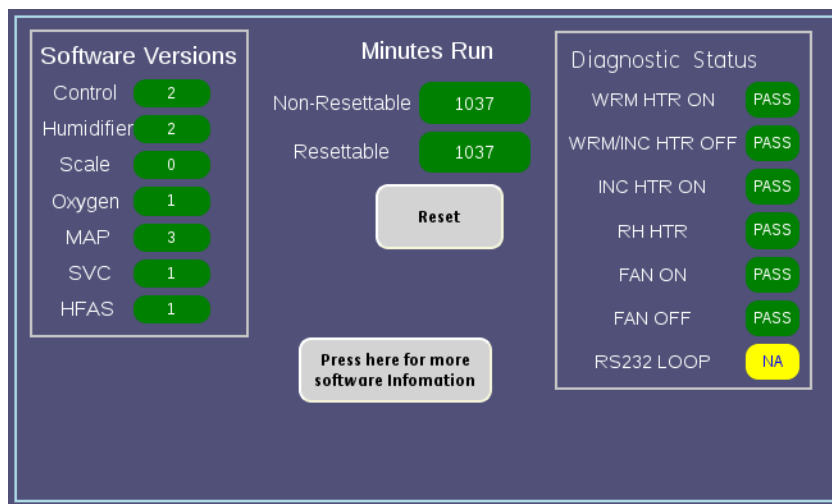 Software Versions
Control 2
Humidifier 2
Scale 0
Oxygen 1
MAP 3
SVC 1
HFAS 1
Minutes Run
Non-Resettable 1037
Resettable 1037
Reset
Press here for more
software Infomation
Diagnostic Status
WRM HTR ON PASS
WRM/INC HTR OFF PASS
INC HTR ON PASS
RH HTR PASS
FAN ON PASS
FAN OFF PASS
RS232 LOOP NA